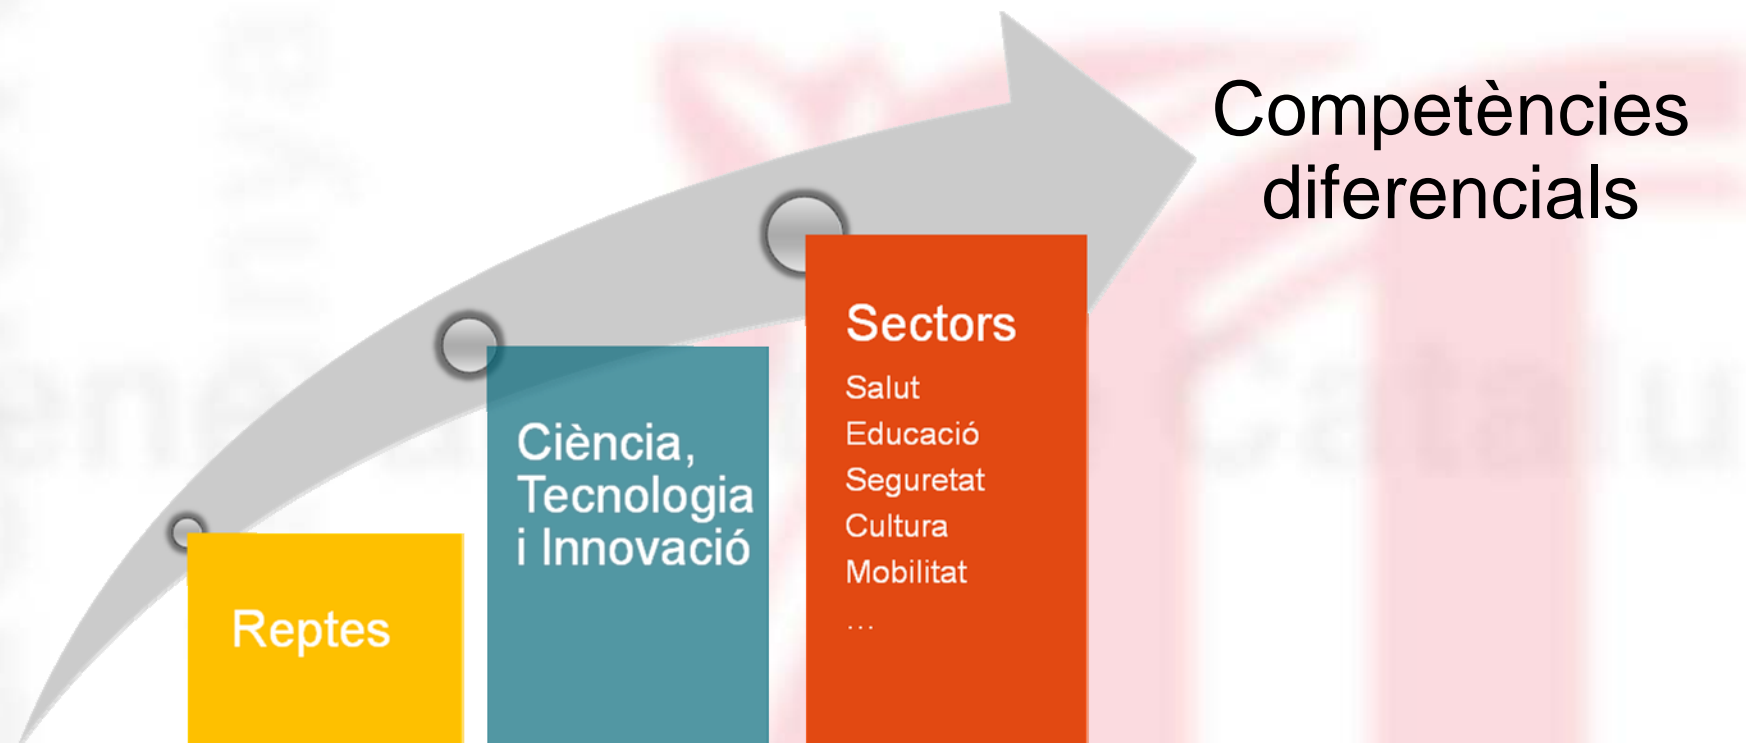 Competències
diferencials
Sectors
Salut
Educació
Seguretat
Cultura
Mobilitat
…
Ciència,
Tecnologia
i Innovació
Reptes